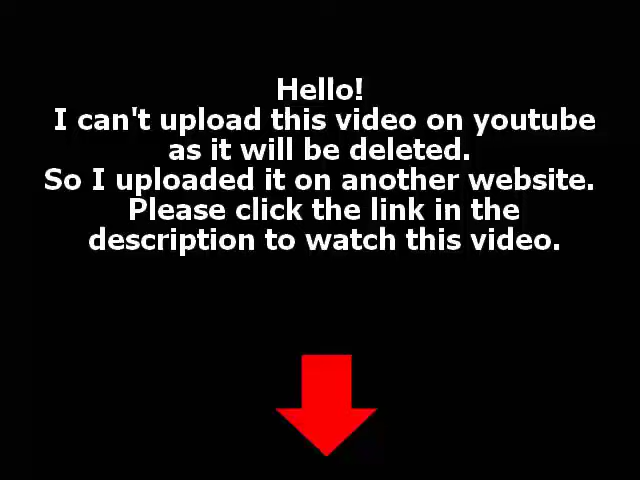 Hello!
I can't upload this video on youtube
as it will be deleted.
So I uploaded it on another website.
Please click the link in the
description to watch this video.